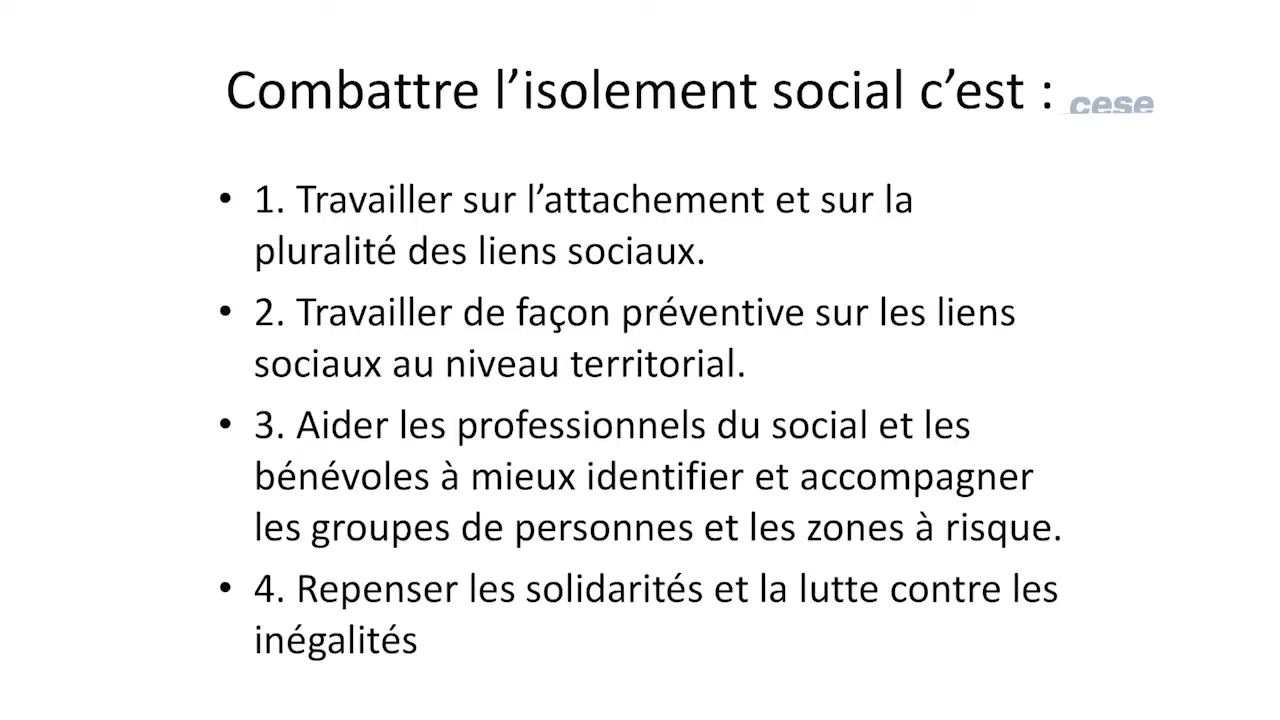 Combattre l’isolement social c’est :
cese
• 1. Travailler sur l’attachement et sur la
pluralité des liens sociaux.
• 2. Travailler de façon préventive sur les liens
sociaux au niveau territorial.
• 3. Aider les professionnels du social et les
bénévoles à mieux identifier et accompagner
les groupes de personnes et les zones à risque.
• 4. Repenser les solidarités et la lutte contre les
inégalités